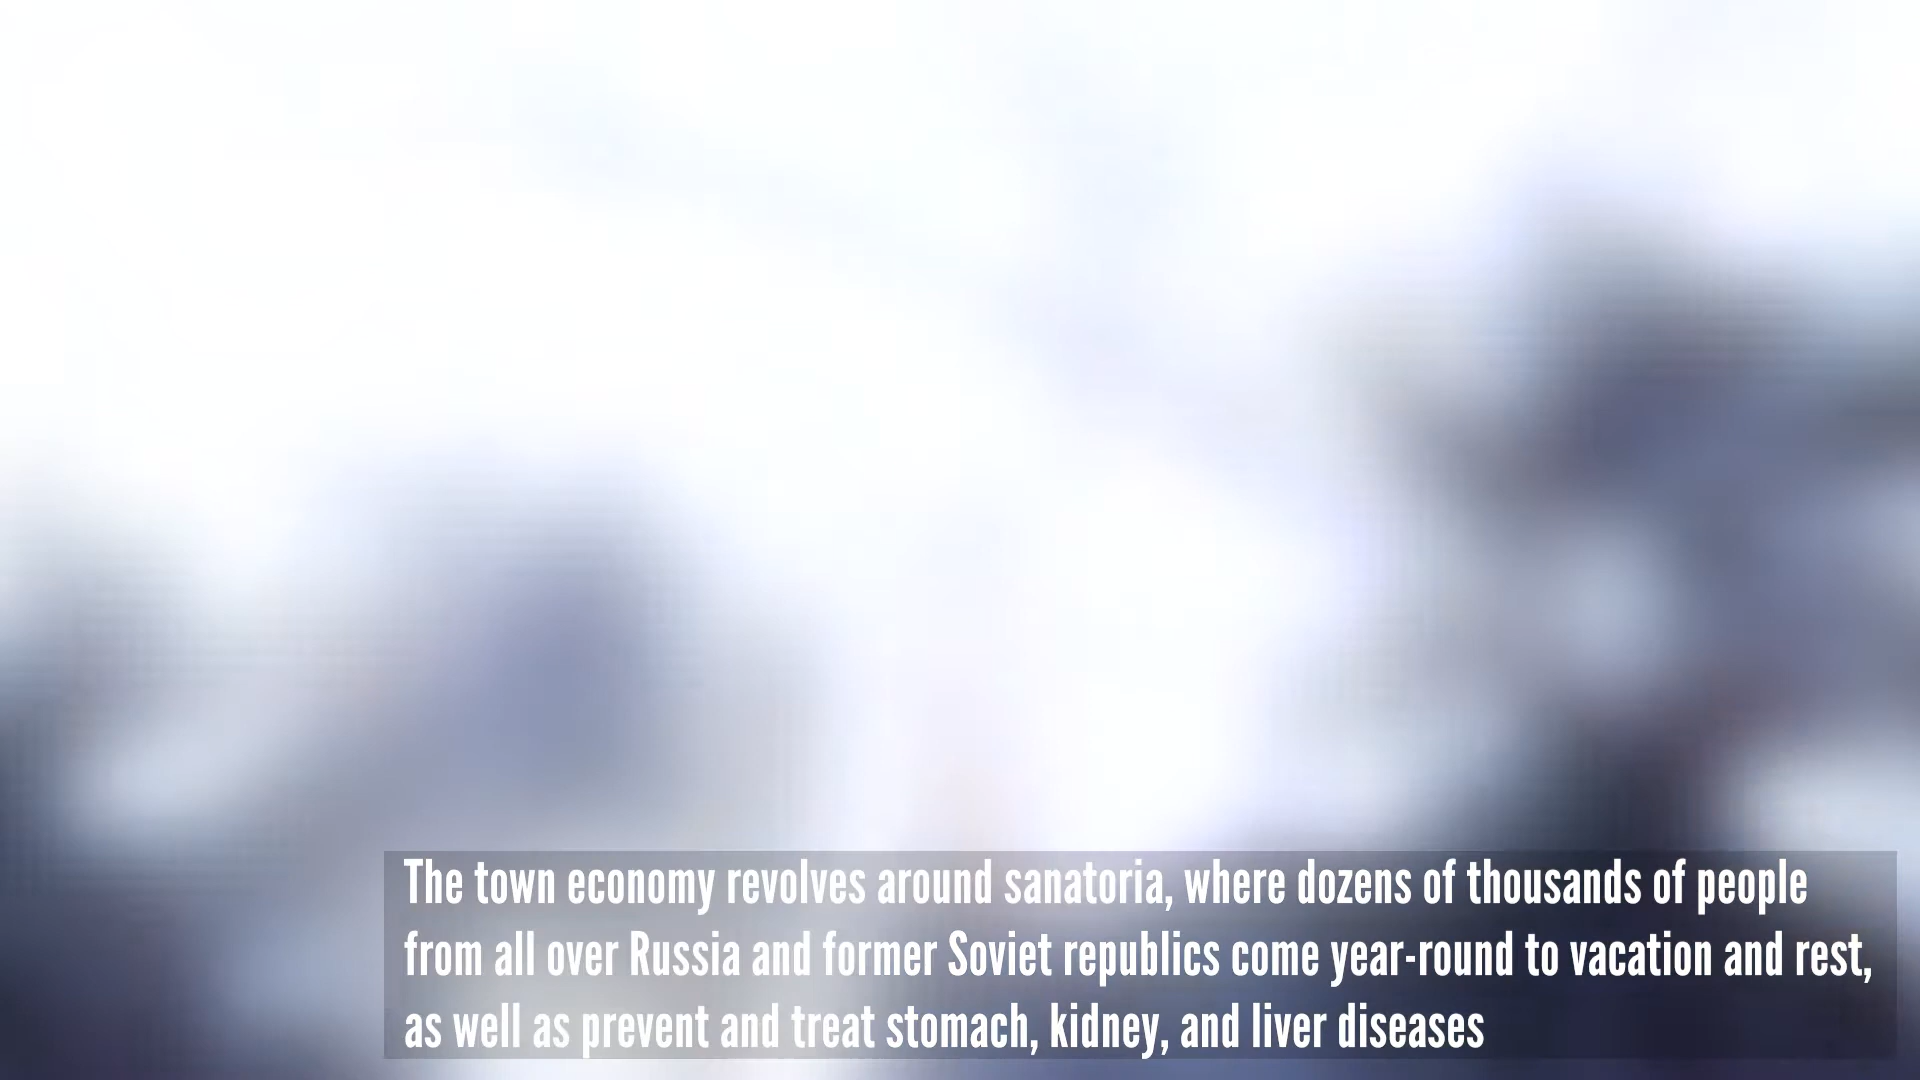 The town economy revolves around sanatoria, where dozens of thousands of people
from all over Russia and former Soviet republics come year-round to vacation and rest,
as well as prevent and treat stomach, kidney, and liver diseases